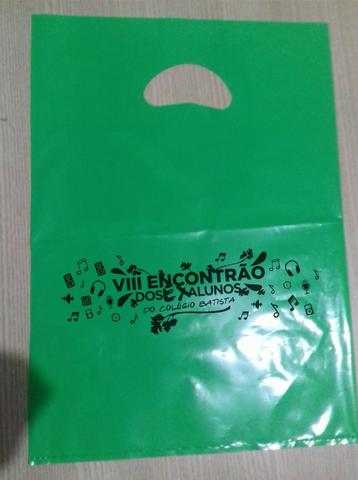 VIII ENCONTRÃO
DOS EX ALUNOS
DO COLÉGIO BATISTA